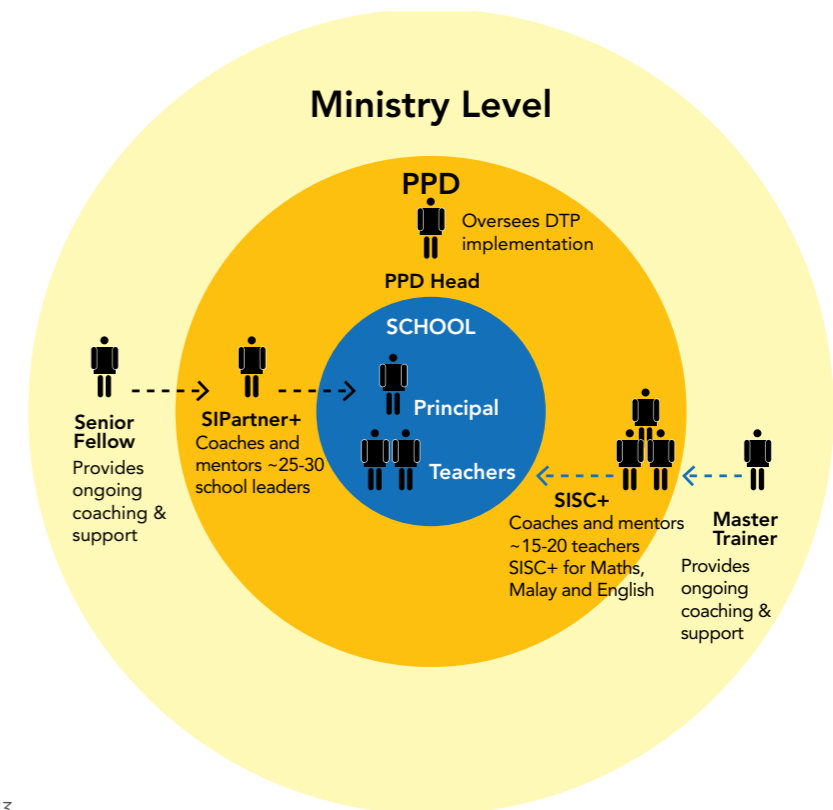 Ministry Level
PPD
Oversees DTP
implementation
PPD Head
SCHOOL
Principal
Teachers
Senior
Fellow
Provides
ongoing
coaching &
support
SIPartner+
Coaches and
mentors ~25-30
school leaders
SISC+
Coaches and mentors
~15-20 teachers
SISC+ for Maths,
Malay and English
Master
Trainer
Provides
ongoing
coaching &
support